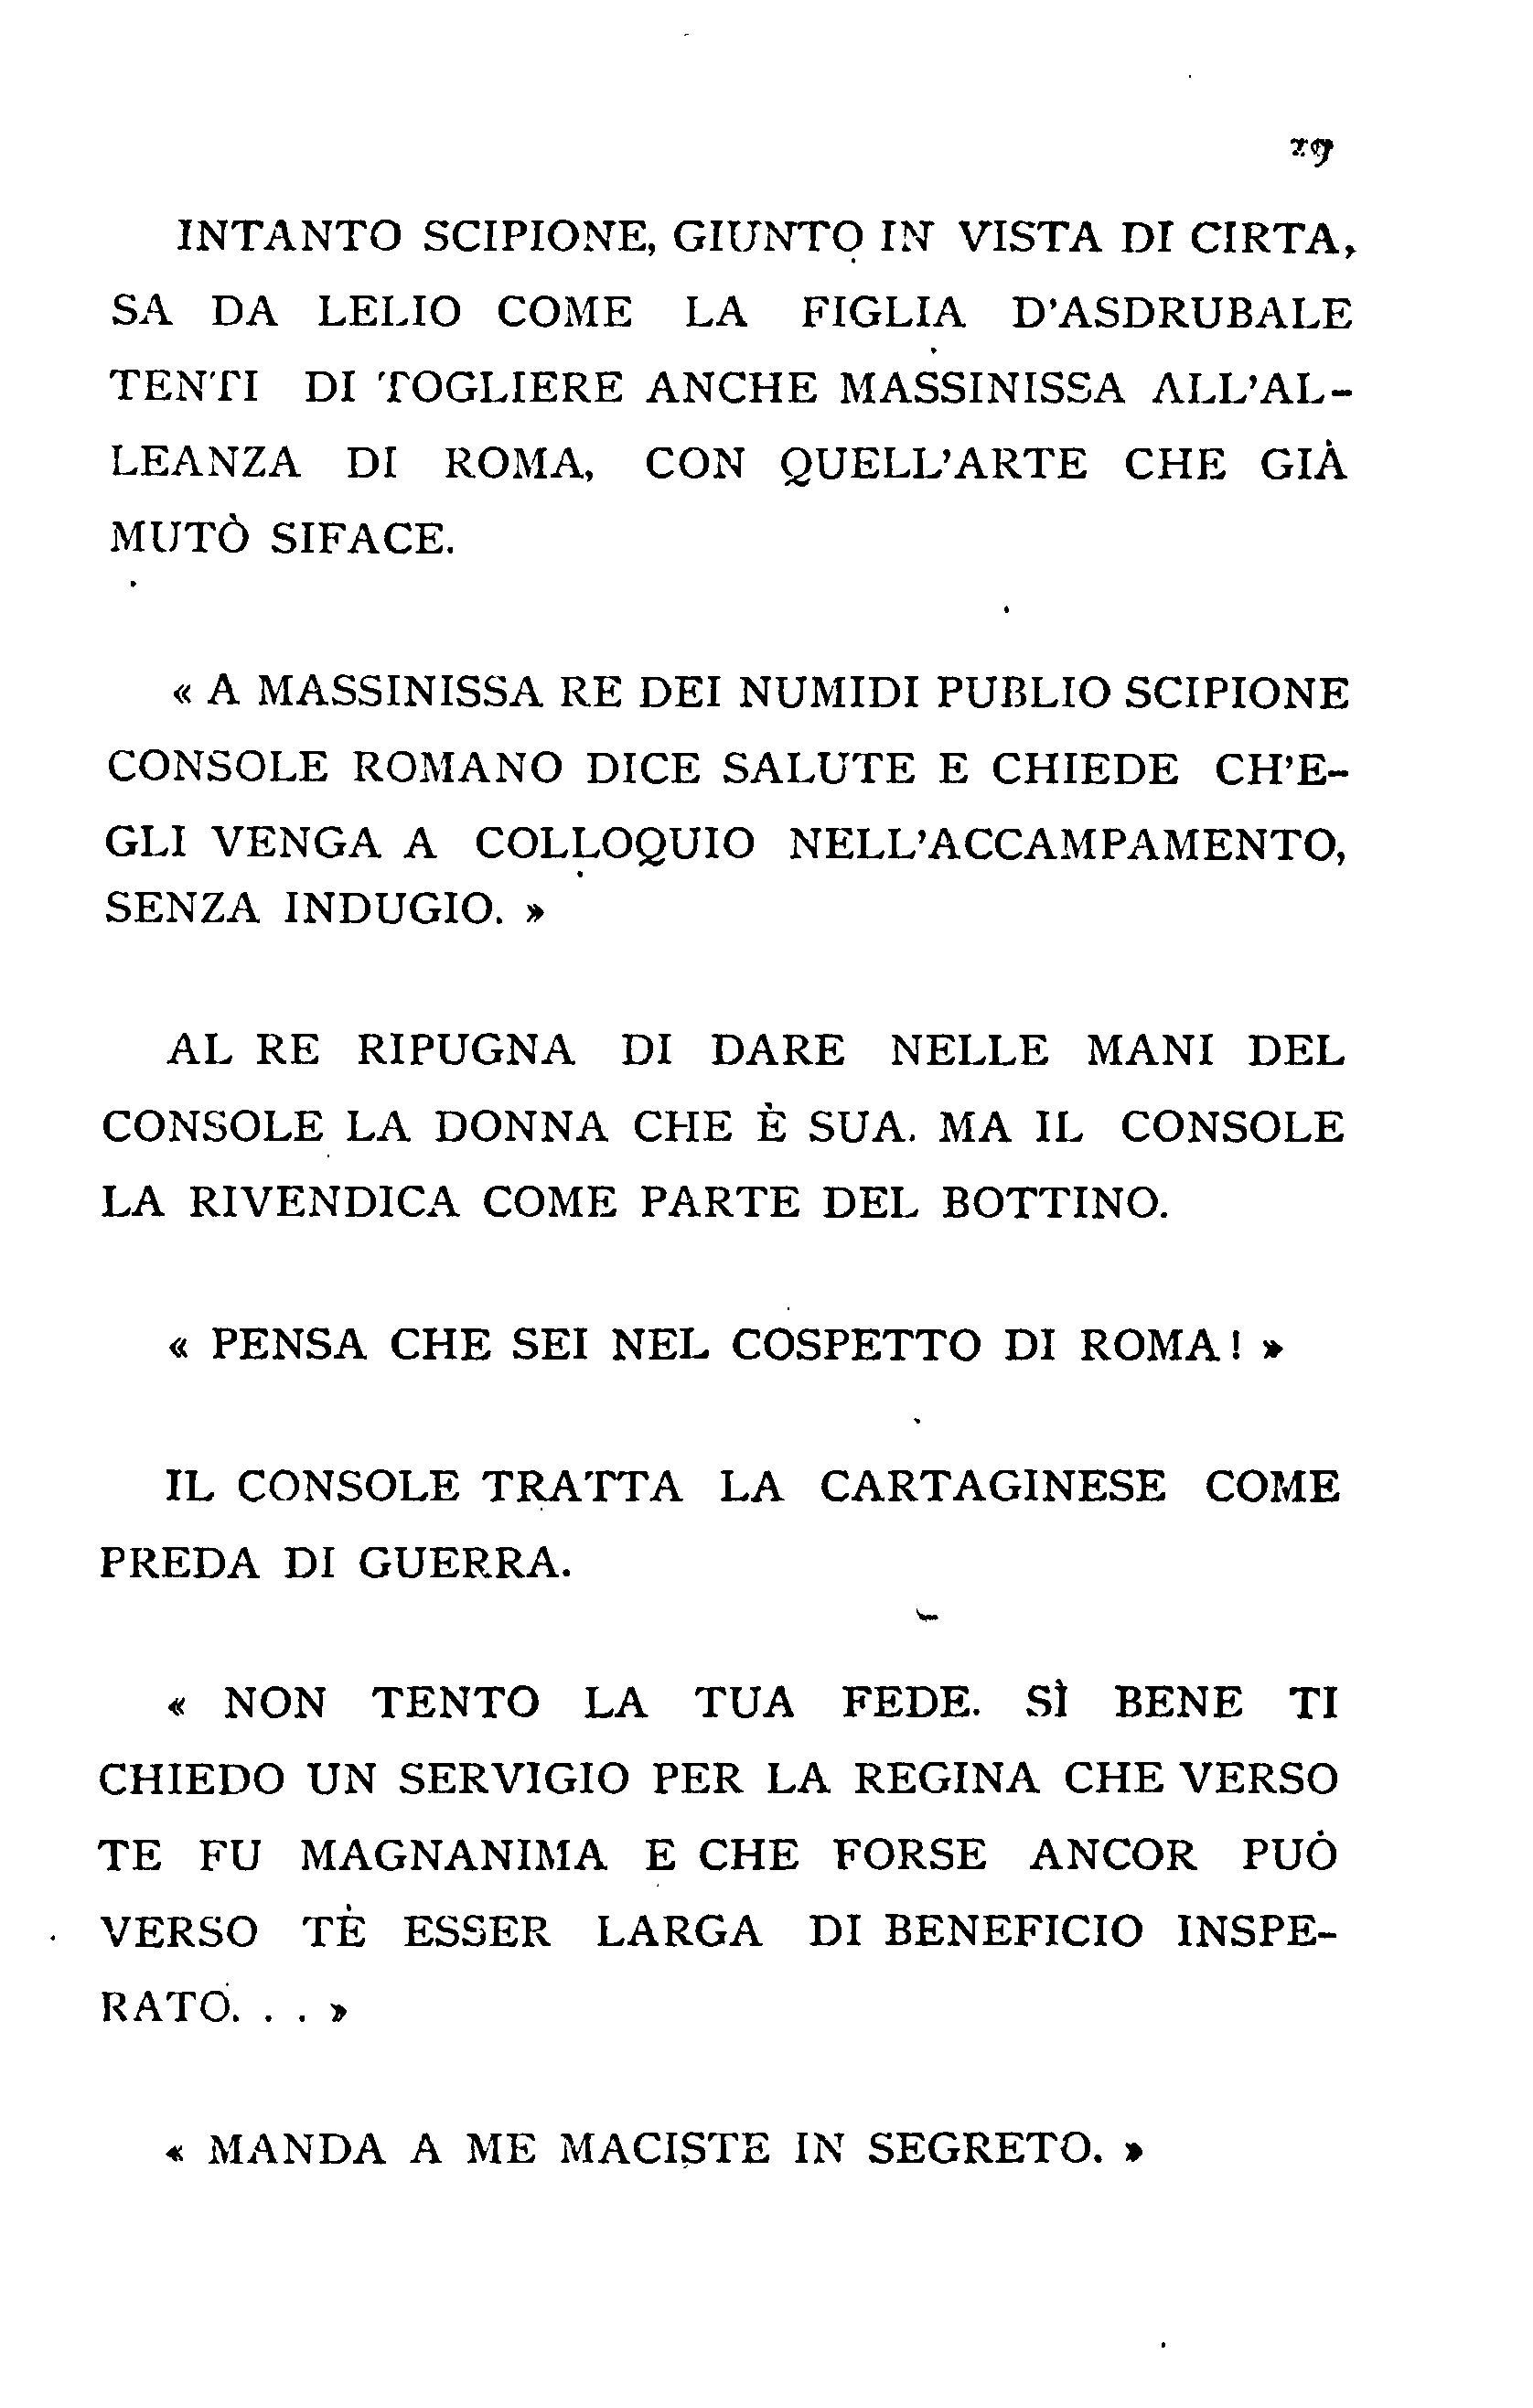 29
INTANTO SCIPIONE, GIUNTO IN VISTA DI CIRTA,
SA DA LELIO COME LA FIGLIA D'ASDRUBALE
TENTI DI TOGLIERE ANCHE MASSINISSA ALL'AL-
LEANZA DI ROMA, CON QUELL'ARTE CHE GIÀ
MUTÒ SIFACE.
« A MASSINISSA RE DEI NUMIDI PUBLIO SCIPIONE
CONSOLE ROMANO DICE SALUTE E CHIEDE CH'E-
GLI VENGA A COLLOQUIO NELL'ACCAMPAMENTO,
SENZA INDUGIO. »
AL RE RIPUGNA DI DARE NELLE MANI DEL
CONSOLE LA DONNA CHE È SUA. MA IL CONSOLE
LA RIVENDICA COME PARTE DEL BOTTINO.
« PENSA CHE SEI NEL COSPETTO DI ROMA! »
IL CONSOLE TRATTA LA CARTAGINESE COME
PREDA DI GUERRA.
« NON TENTO LA TUA FEDE. SÌ BENE TI
CHIEDO UN SERVIGIO PER LA REGINA CHE VERSO
TE FU MAGNANIMA E CHE FORSE ANCOR PUÒ
VERSO TÈ ESSER LARGA DI BENEFICIO INSPE-
RATO. . . »
« MANDA A ME MACISTE IN SEGRETO. »